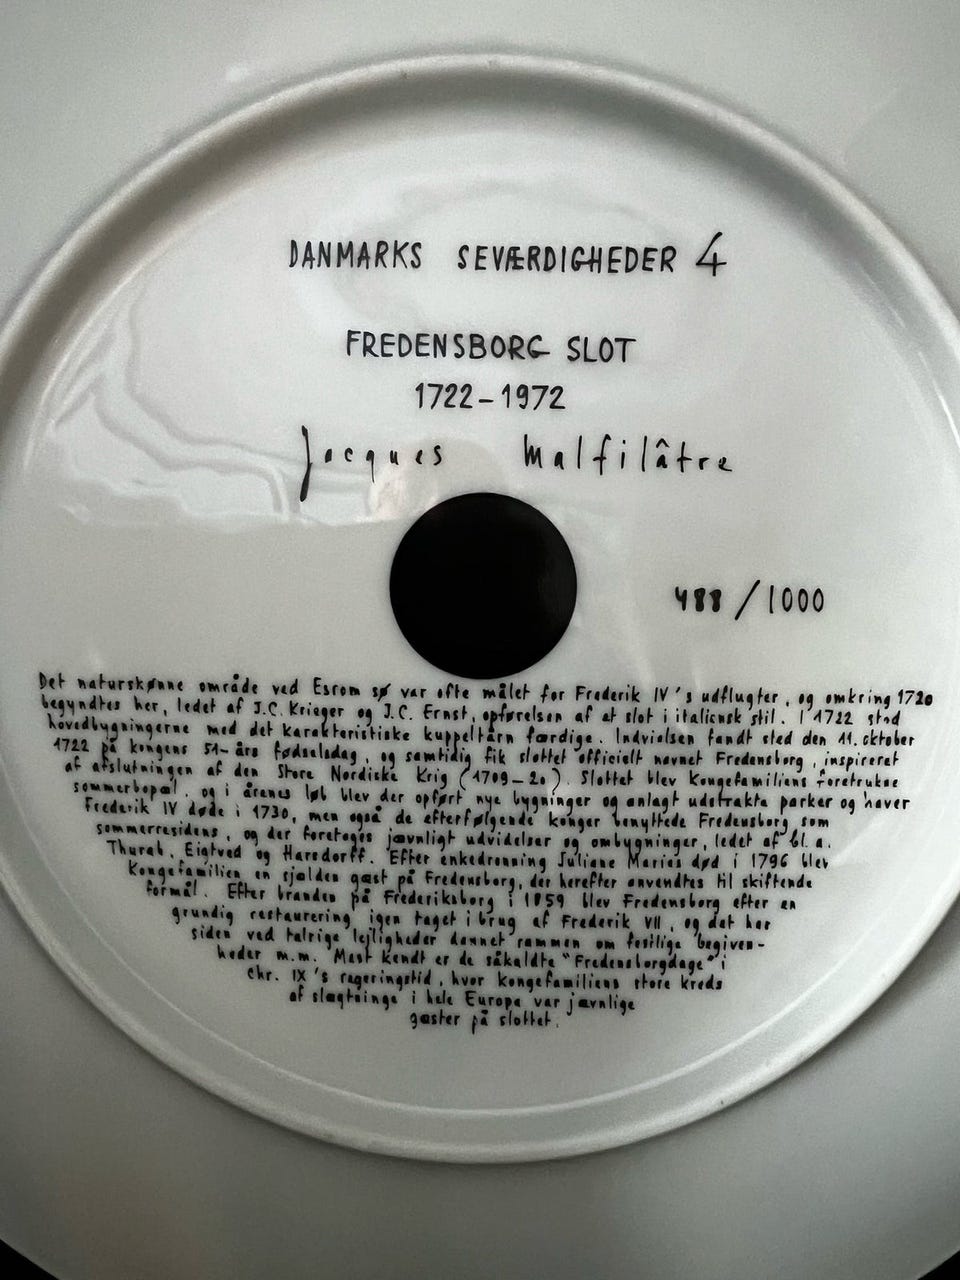 DANMARKS SEVÆRDIGHEDER 4
FREDENSBORG SLOT
1722-1972
Jacques Malfilâtre
488/1000
Det naturskønne område ved Esrom sø var ofte målet for Frederik IV's udflugter, og omkring 1720
begyndtes her, ledet af J.C. Krieger og J.C. Ernst, opførelsen af at slot i italiensk stil. I 1722 stod
hovedbygningerne med det karakteristiske kuppeltårn færdige. Indvielsen fandt sted den 11. oktober
1722 på kongens 51-års fødselsdag, og samtidig fik slottet officielt navnet Fredensborg, inspireret
af afslutningen af den Store Nordiske Krig (1709-20). Slottet blev Kongefamiliens foretrukne
sommerbopæl, og i årenes løb blev der opført nye bygninger og anlagt udstrakte parker og haver
Frederik IV døde i 1730, men også de efterfølgende konger benyttede Fredensborg som
sommerresidens, og der foretoges jævnligt udvidelser og ombygninger, ledet af bl. a.
Thurah, Eigtved og Harsdorff. Efter enkedronning Juliane Maries død i 1796 blev
Kongefamilien en sjælden gæst på Fredensborg, der herefter anvendtes til skiftende
formål. Efter branden på Frederiksborg i 1859 blev Fredensborg efter en
grundig restaurering igen taget i brug af Frederik VII, og det har
siden ved talrige lejligheder dannet rammen om festlige begiven-
heder m.m. Mest kendt er de såkaldte "Fredensborgdage" i
Chr. IX's regeringstid, hvor kongefamiliens store kreds
af slægtninge i hele Europa var jævnlige
gæster på slottet.